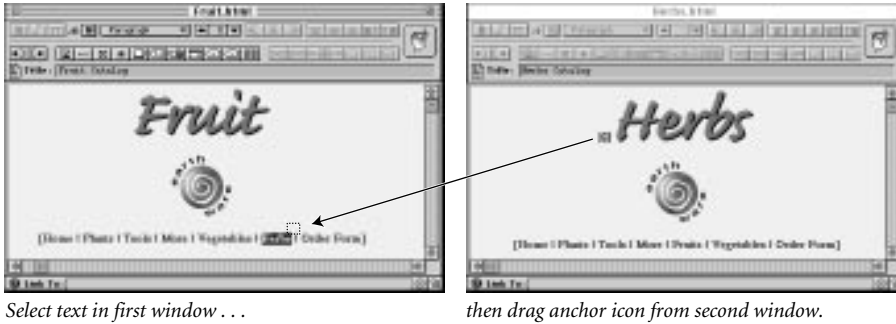 Fruit.html
Herbs.html
Paragraph
Title: Fruit Catalog
Title: Herbs Catalog
Fruit
Herbs
earth
ware
earth
ware
[Home | Plants | Tools | More | Vegetables | Herbs | Order Form]
[Home | Plants | Tools | More | Fruits | Vegetables | Order Form]
Link To:
Link To:
Select text in first window . . .
then drag anchor icon from second window.